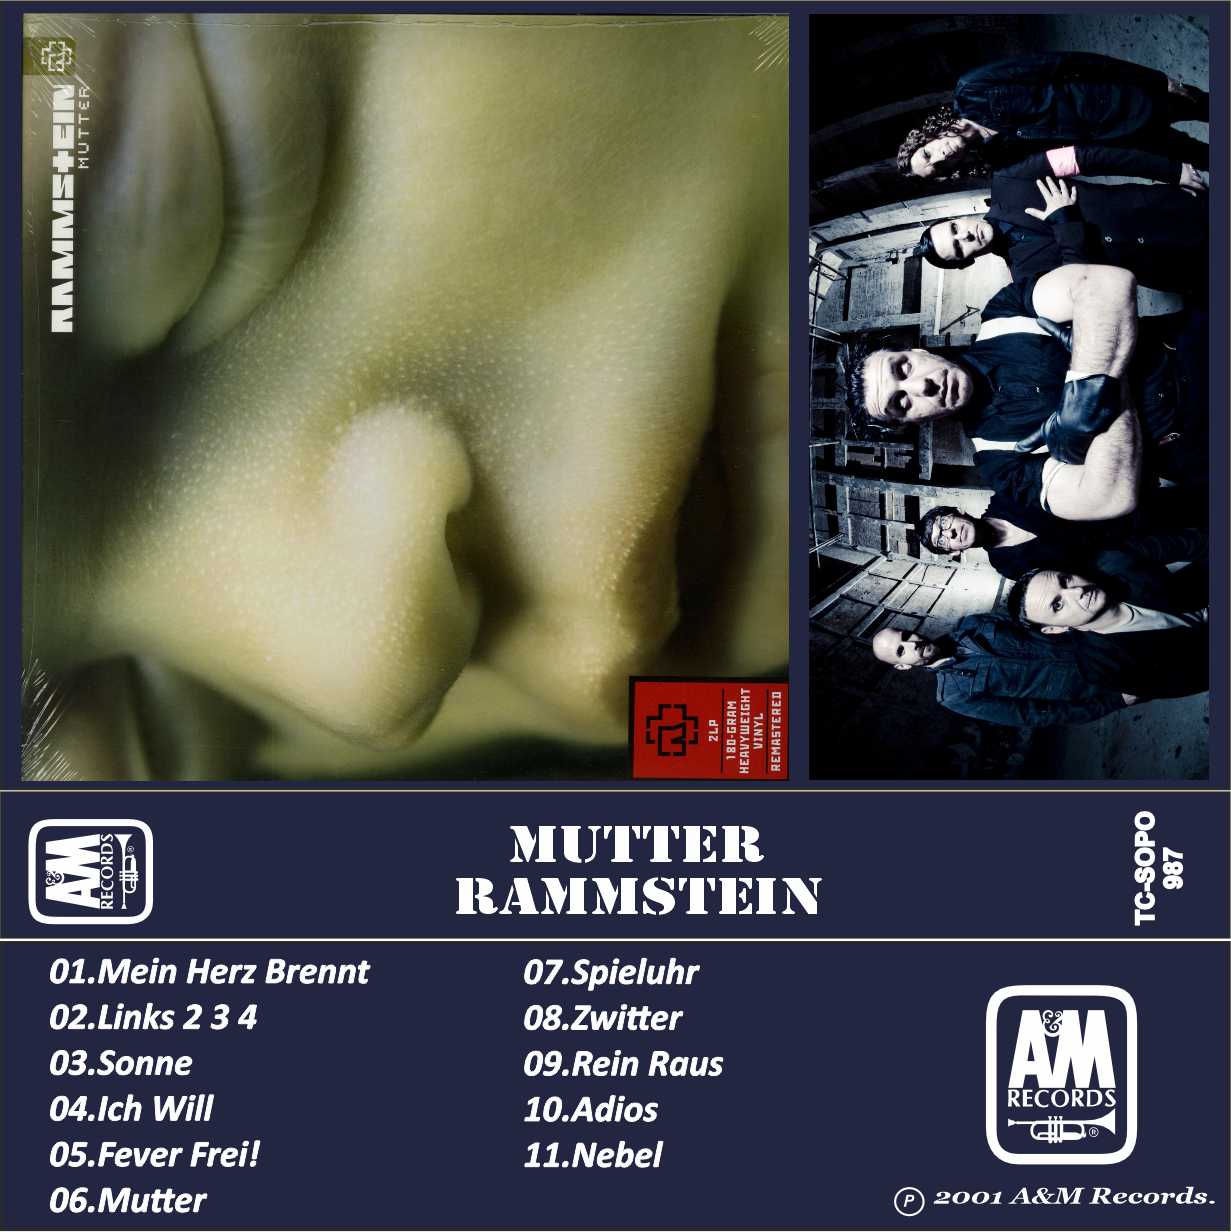 RAMMSTEIN
MUTTER
2LP
180-GRAM
HEAVYWEIGHT
VINYL
REMASTERED
A&M
RECORDS
®
MUTTER
RAMMSTEIN
TC-SOPO
987
01.Mein Herz Brennt
02.Links 2 3 4
03.Sonne
04.Ich Will
05.Fever Frei!
06.Mutter
07.Spieluhr
08.Zwitter
09.Rein Raus
10.Adios
11.Nebel
A&M
RECORDS
®
Ⓟ 2001 A&M Records.